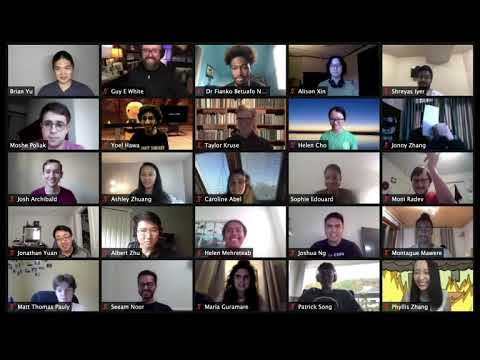 Brian Yu
Guy E White
Dr Fianko Betuafo N...
Alison Xin
Shreyas Iyer
Moshe Poliak
Yoel Hawa
Taylor Kruse
Helen Cho
Jonny Zhang
Josh Archibald
Ashley Zhuang
Caroline Abel
Sophie Edouard
Moni Radev
Jonathan Yuan
Albert Zhu
Helen Mehreteab
Joshua Ng
Montague Mawere
Matt Thomas Pauly
Seeam Noor
Maria Guramare
Patrick Song
Phyllis Zhang